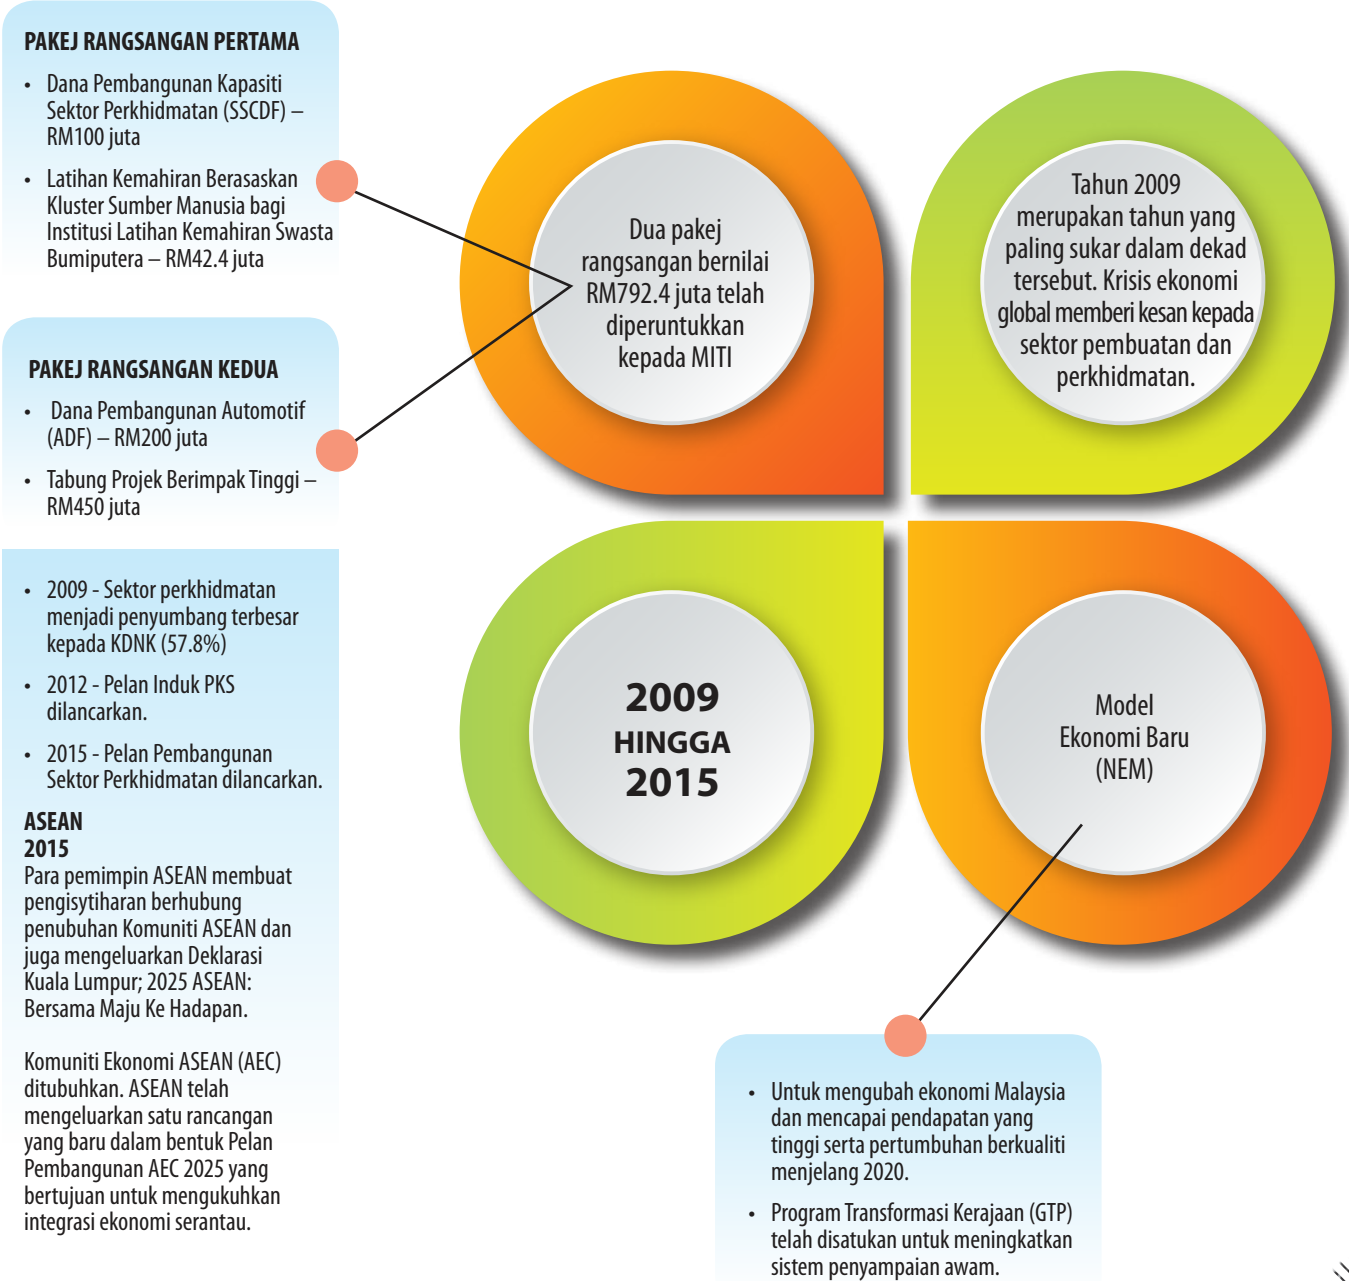 PAKEJ RANGSANGAN PERTAMA
• Dana Pembangunan Kapasiti
Sektor Perkhidmatan (SSCDF) –
RM100 juta
• Latihan Kemahiran Berasaskan
Kluster Sumber Manusia bagi
Institusi Latihan Kemahiran Swasta
Bumiputera – RM42.4 juta
PAKEJ RANGSANGAN KEDUA
• Dana Pembangunan Automotif
(ADF) – RM200 juta
• Tabung Projek Berimpak Tinggi –
RM450 juta
• 2009 - Sektor perkhidmatan
menjadi penyumbang terbesar
kepada KDNK (57.8%)
• 2012 - Pelan Induk PKS
dilancarkan.
• 2015 - Pelan Pembangunan
Sektor Perkhidmatan dilancarkan.
ASEAN
2015
Para pemimpin ASEAN membuat
pengisytiharan berhubung
penubuhan Komuniti ASEAN dan
juga mengeluarkan Deklarasi
Kuala Lumpur; 2025 ASEAN:
Bersama Maju Ke Hadapan.
Komuniti Ekonomi ASEAN (AEC)
ditubuhkan. ASEAN telah
mengeluarkan satu rancangan
yang baru dalam bentuk Pelan
Pembangunan AEC 2025 yang
bertujuan untuk mengukuhkan
integrasi ekonomi serantau.
Dua pakej
rangsangan bernilai
RM792.4 juta telah
diperuntukkan
kepada MITI
Tahun 2009
merupakan tahun yang
paling sukar dalam dekad
tersebut. Krisis ekonomi
global memberi kesan kepada
sektor pembuatan dan
perkhidmatan.
2009
HINGGA
2015
Model
Ekonomi Baru
(NEM)
• Untuk mengubah ekonomi Malaysia
dan mencapai pendapatan yang
tinggi serta pertumbuhan berkualiti
menjelang 2020.
• Program Transformasi Kerajaan (GTP)
telah disatukan untuk meningkatkan
sistem penyampaian awam.